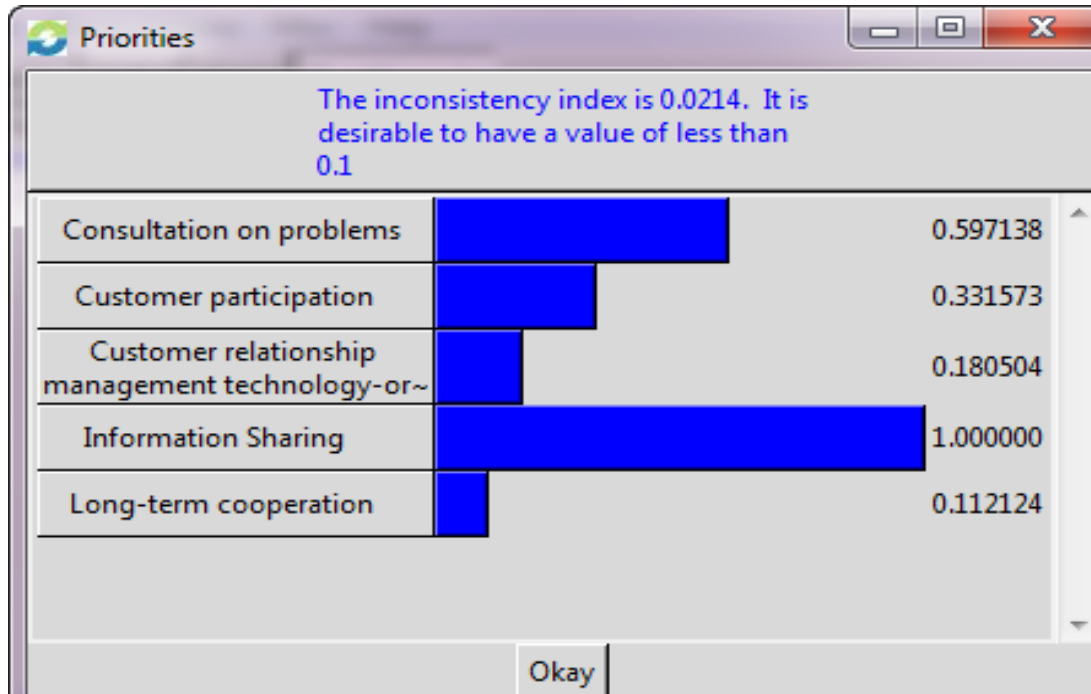 Priorities
The inconsistency index is 0.0214. It is
desirable to have a value of less than
0.1
Consultation on problems 0.597138
Customer participation 0.331573
Customer relationship
management technology-or~ 0.180504
Information Sharing 1.000000
Long-term cooperation 0.112124
Okay